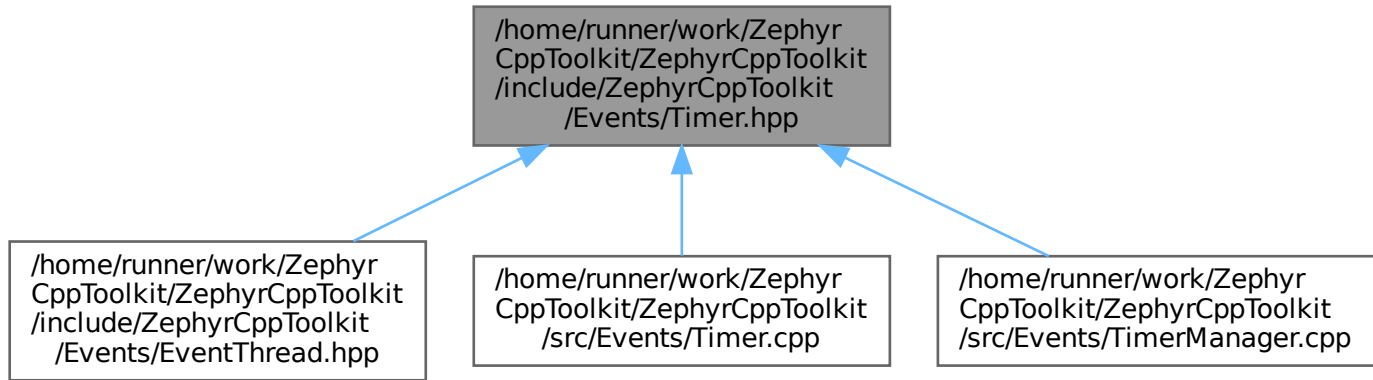 /home/runner/work/Zephyr
CppToolkit/ZephyrCppToolkit
/include/ZephyrCppToolkit
/Events/Timer.hpp
/home/runner/work/Zephyr
CppToolkit/ZephyrCppToolkit
/include/ZephyrCppToolkit
/Events/EventThread.hpp
/home/runner/work/Zephyr
CppToolkit/ZephyrCppToolkit
/src/Events/Timer.cpp
/home/runner/work/Zephyr
CppToolkit/ZephyrCppToolkit
/src/Events/TimerManager.cpp